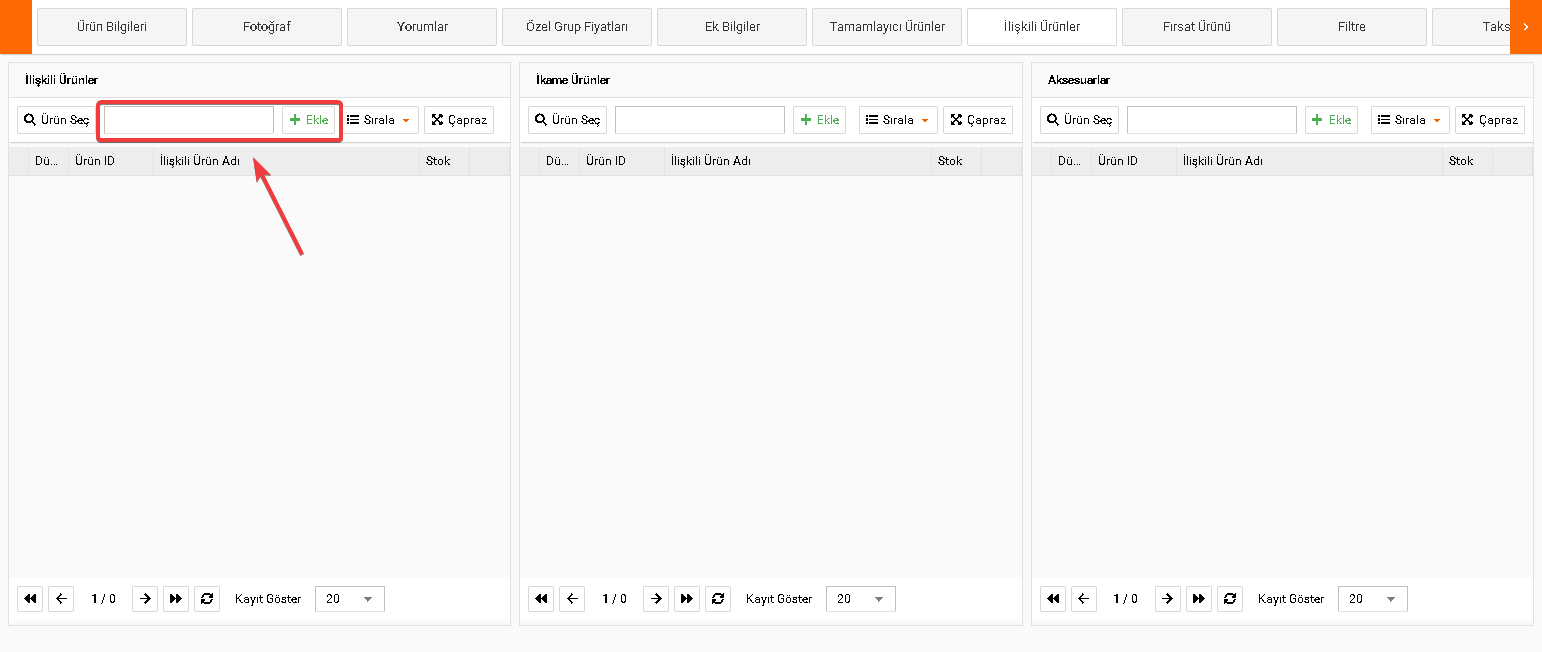 Ürün Bilgileri Fotoğraf Yorumlar Özel Grup Fiyatları Ek Bilgiler Tamamlayıcı Ürünler İlişkili Ürünler Fırsat Ürünü Filtre Taks
İlişkili Ürünler İkame Ürünler Aksesuarlar
Ürün Seç Ekle Sırala Çapraz Ürün Seç Ekle Sırala Çapraz Ürün Seç Ekle Sırala Çapraz
Dü... Ürün ID İlişkili Ürün Adı Stok Dü... Ürün ID İlişkili Ürün Adı Stok Dü... Ürün ID İlişkili Ürün Adı Stok
1 / 0 Kayıt Göster 20 1 / 0 Kayıt Göster 20 1 / 0 Kayıt Göster 20